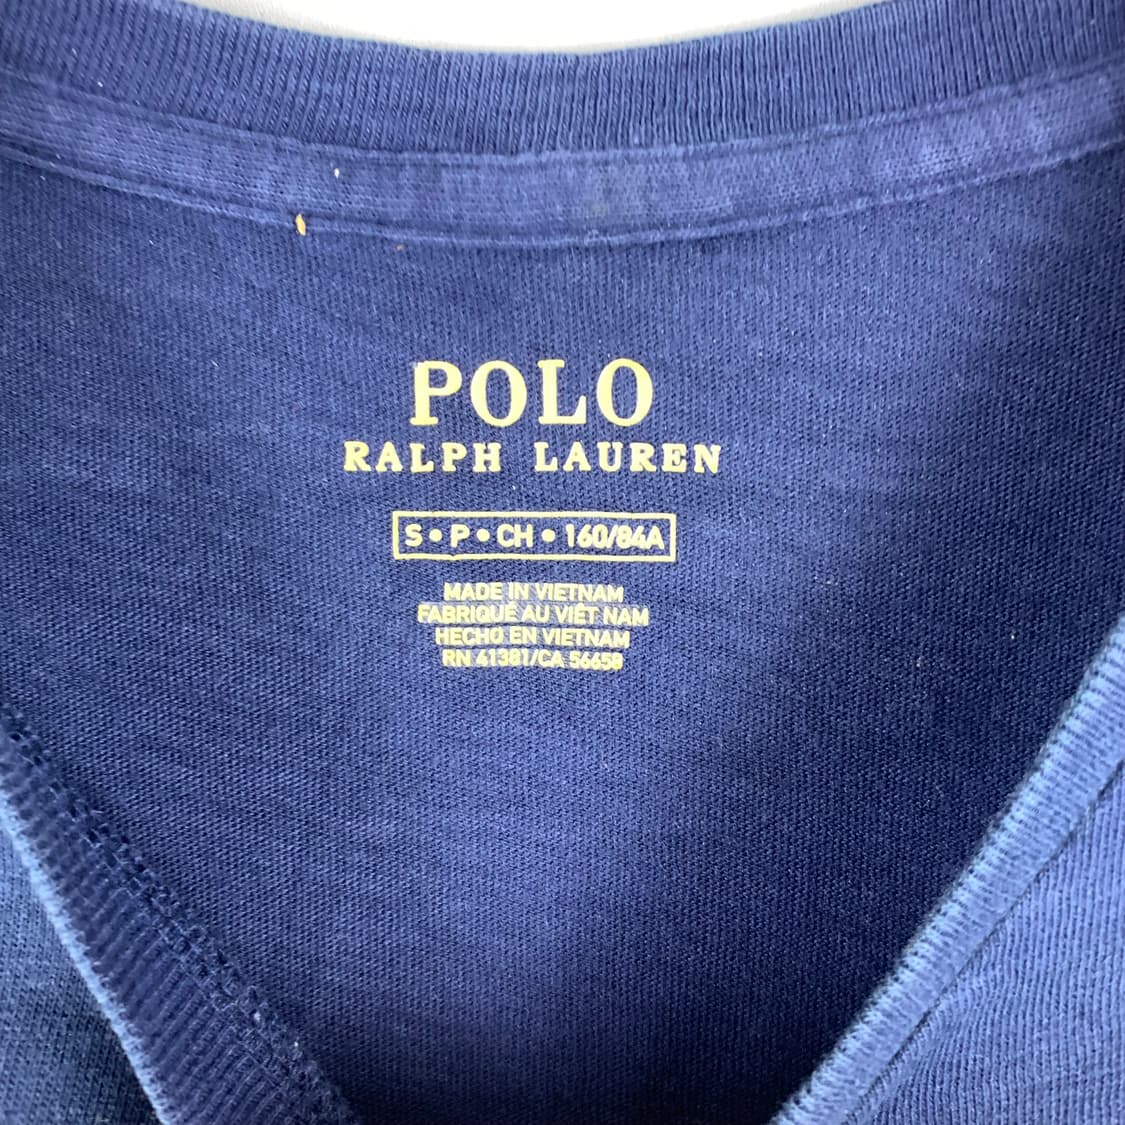 POLO
RALPH LAUREN
S • P • CH • 160/84A
MADE IN VIETNAM
FABRIQUÉ AU VIÊT NAM
HECHO EN VIETNAM
RN 41381/CA 56658